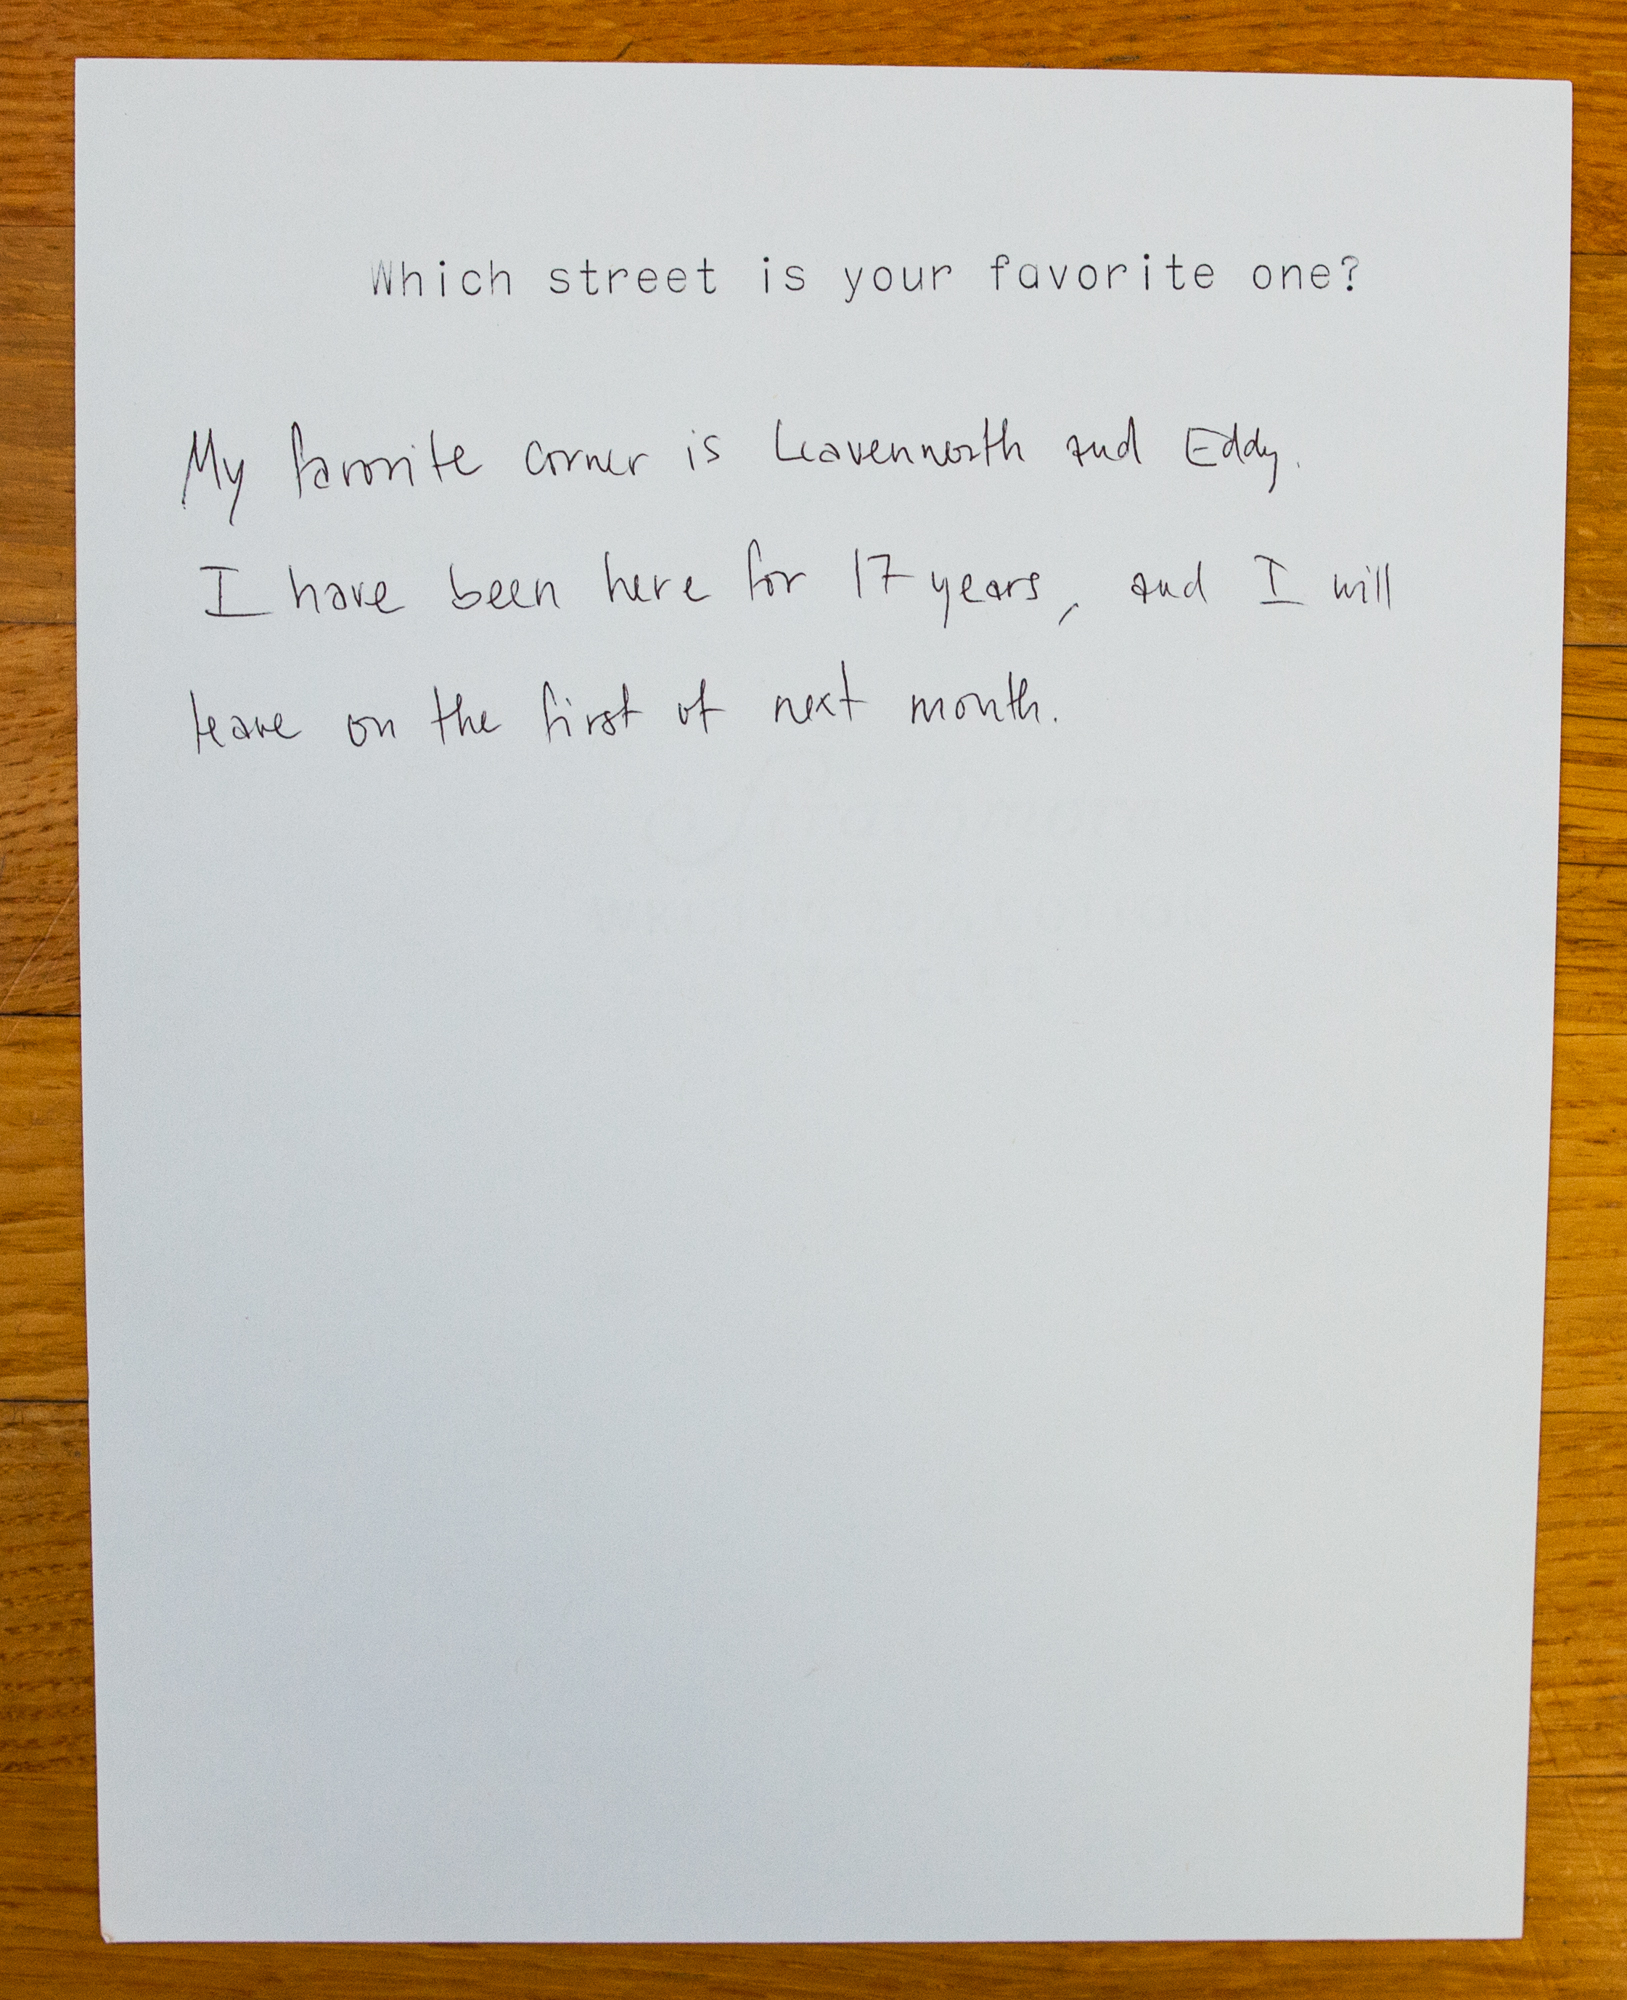 Which street is your favorite one?
My favorite corner is Leavennorth and Eddy.
I have been here for 17 years, and I will
leave on the first of next month.